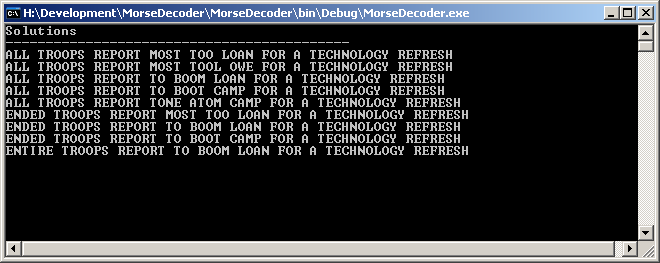 H:\Development\MorseDecoder\MorseDecoder\bin\Debug\MorseDecoder.exe
Solutions
-------------------------------------------
ALL TROOPS REPORT MOST TOO LOAN FOR A TECHNOLOGY REFRESH
ALL TROOPS REPORT MOST TOOL OWE FOR A TECHNOLOGY REFRESH
ALL TROOPS REPORT TO BOOM LOAN FOR A TECHNOLOGY REFRESH
ALL TROOPS REPORT TO BOOT CAMP FOR A TECHNOLOGY REFRESH
ALL TROOPS REPORT TONE ATOM CAMP FOR A TECHNOLOGY REFRESH
ENDED TROOPS REPORT MOST TOO LOAN FOR A TECHNOLOGY REFRESH
ENDED TROOPS REPORT TO BOOM LOAN FOR A TECHNOLOGY REFRESH
ENDED TROOPS REPORT TO BOOT CAMP FOR A TECHNOLOGY REFRESH
ENTIRE TROOPS REPORT TO BOOM LOAN FOR A TECHNOLOGY REFRESH